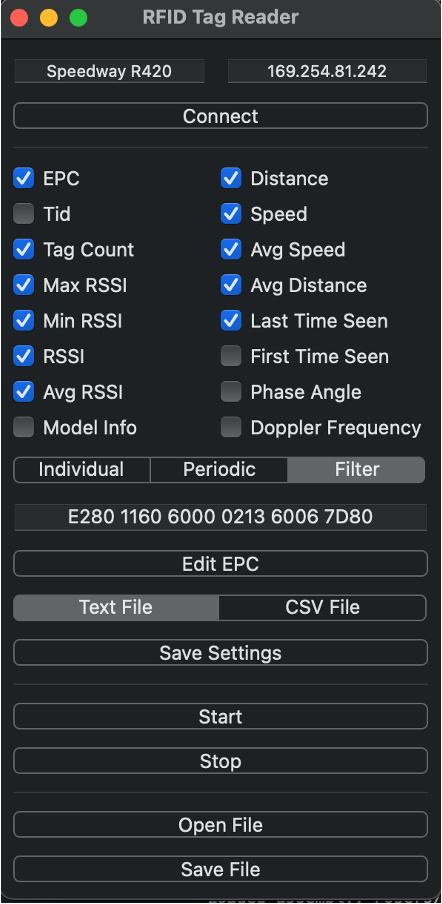 RFID Tag Reader
Speedway R420 169.254.81.242
Connect
EPC Distance
Tid Speed
Tag Count Avg Speed
Max RSSI Avg Distance
Min RSSI Last Time Seen
RSSI First Time Seen
Avg RSSI Phase Angle
Model Info Doppler Frequency
Individual Periodic Filter
E280 1160 6000 0213 6006 7D80
Edit EPC
Text File CSV File
Save Settings
Start
Stop
Open File
Save File